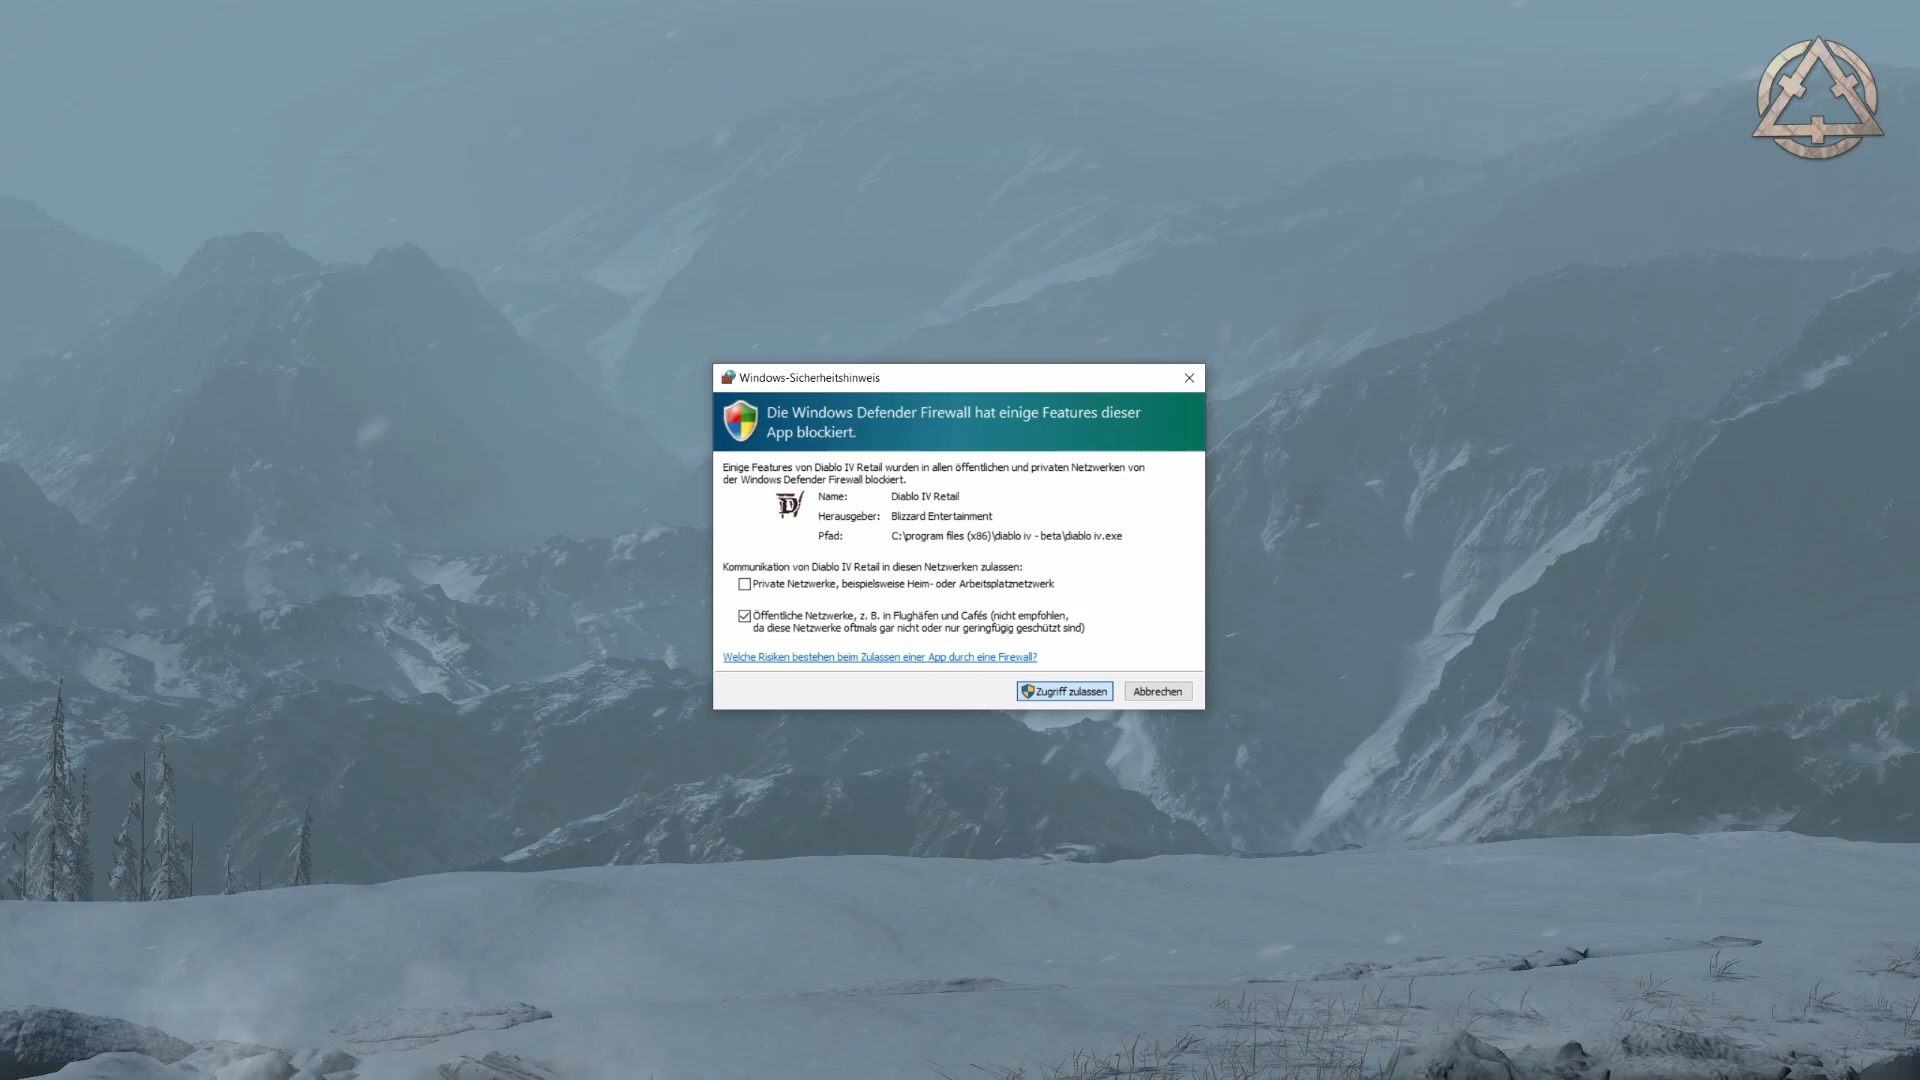 Windows-Sicherheitshinweis
Die Windows Defender Firewall hat einige Features dieser
App blockiert.
Einige Features von Diablo IV Retail wurden in allen öffentlichen und privaten Netzwerken von
der Windows Defender Firewall blockiert.
Name: Diablo IV Retail
Herausgeber: Blizzard Entertainment
Pfad: C:\program files (x86)\diablo iv - beta\diablo iv.exe
Kommunikation von Diablo IV Retail in diesen Netzwerken zulassen:
Private Netzwerke, beispielsweise Heim- oder Arbeitsplatznetzwerk
Öffentliche Netzwerke, z. B. in Flughäfen und Cafés (nicht empfohlen,
da diese Netzwerke oftmals gar nicht oder nur geringfügig geschützt sind)
Welche Risiken bestehen beim Zulassen einer App durch eine Firewall?
Zugriff zulassen Abbrechen